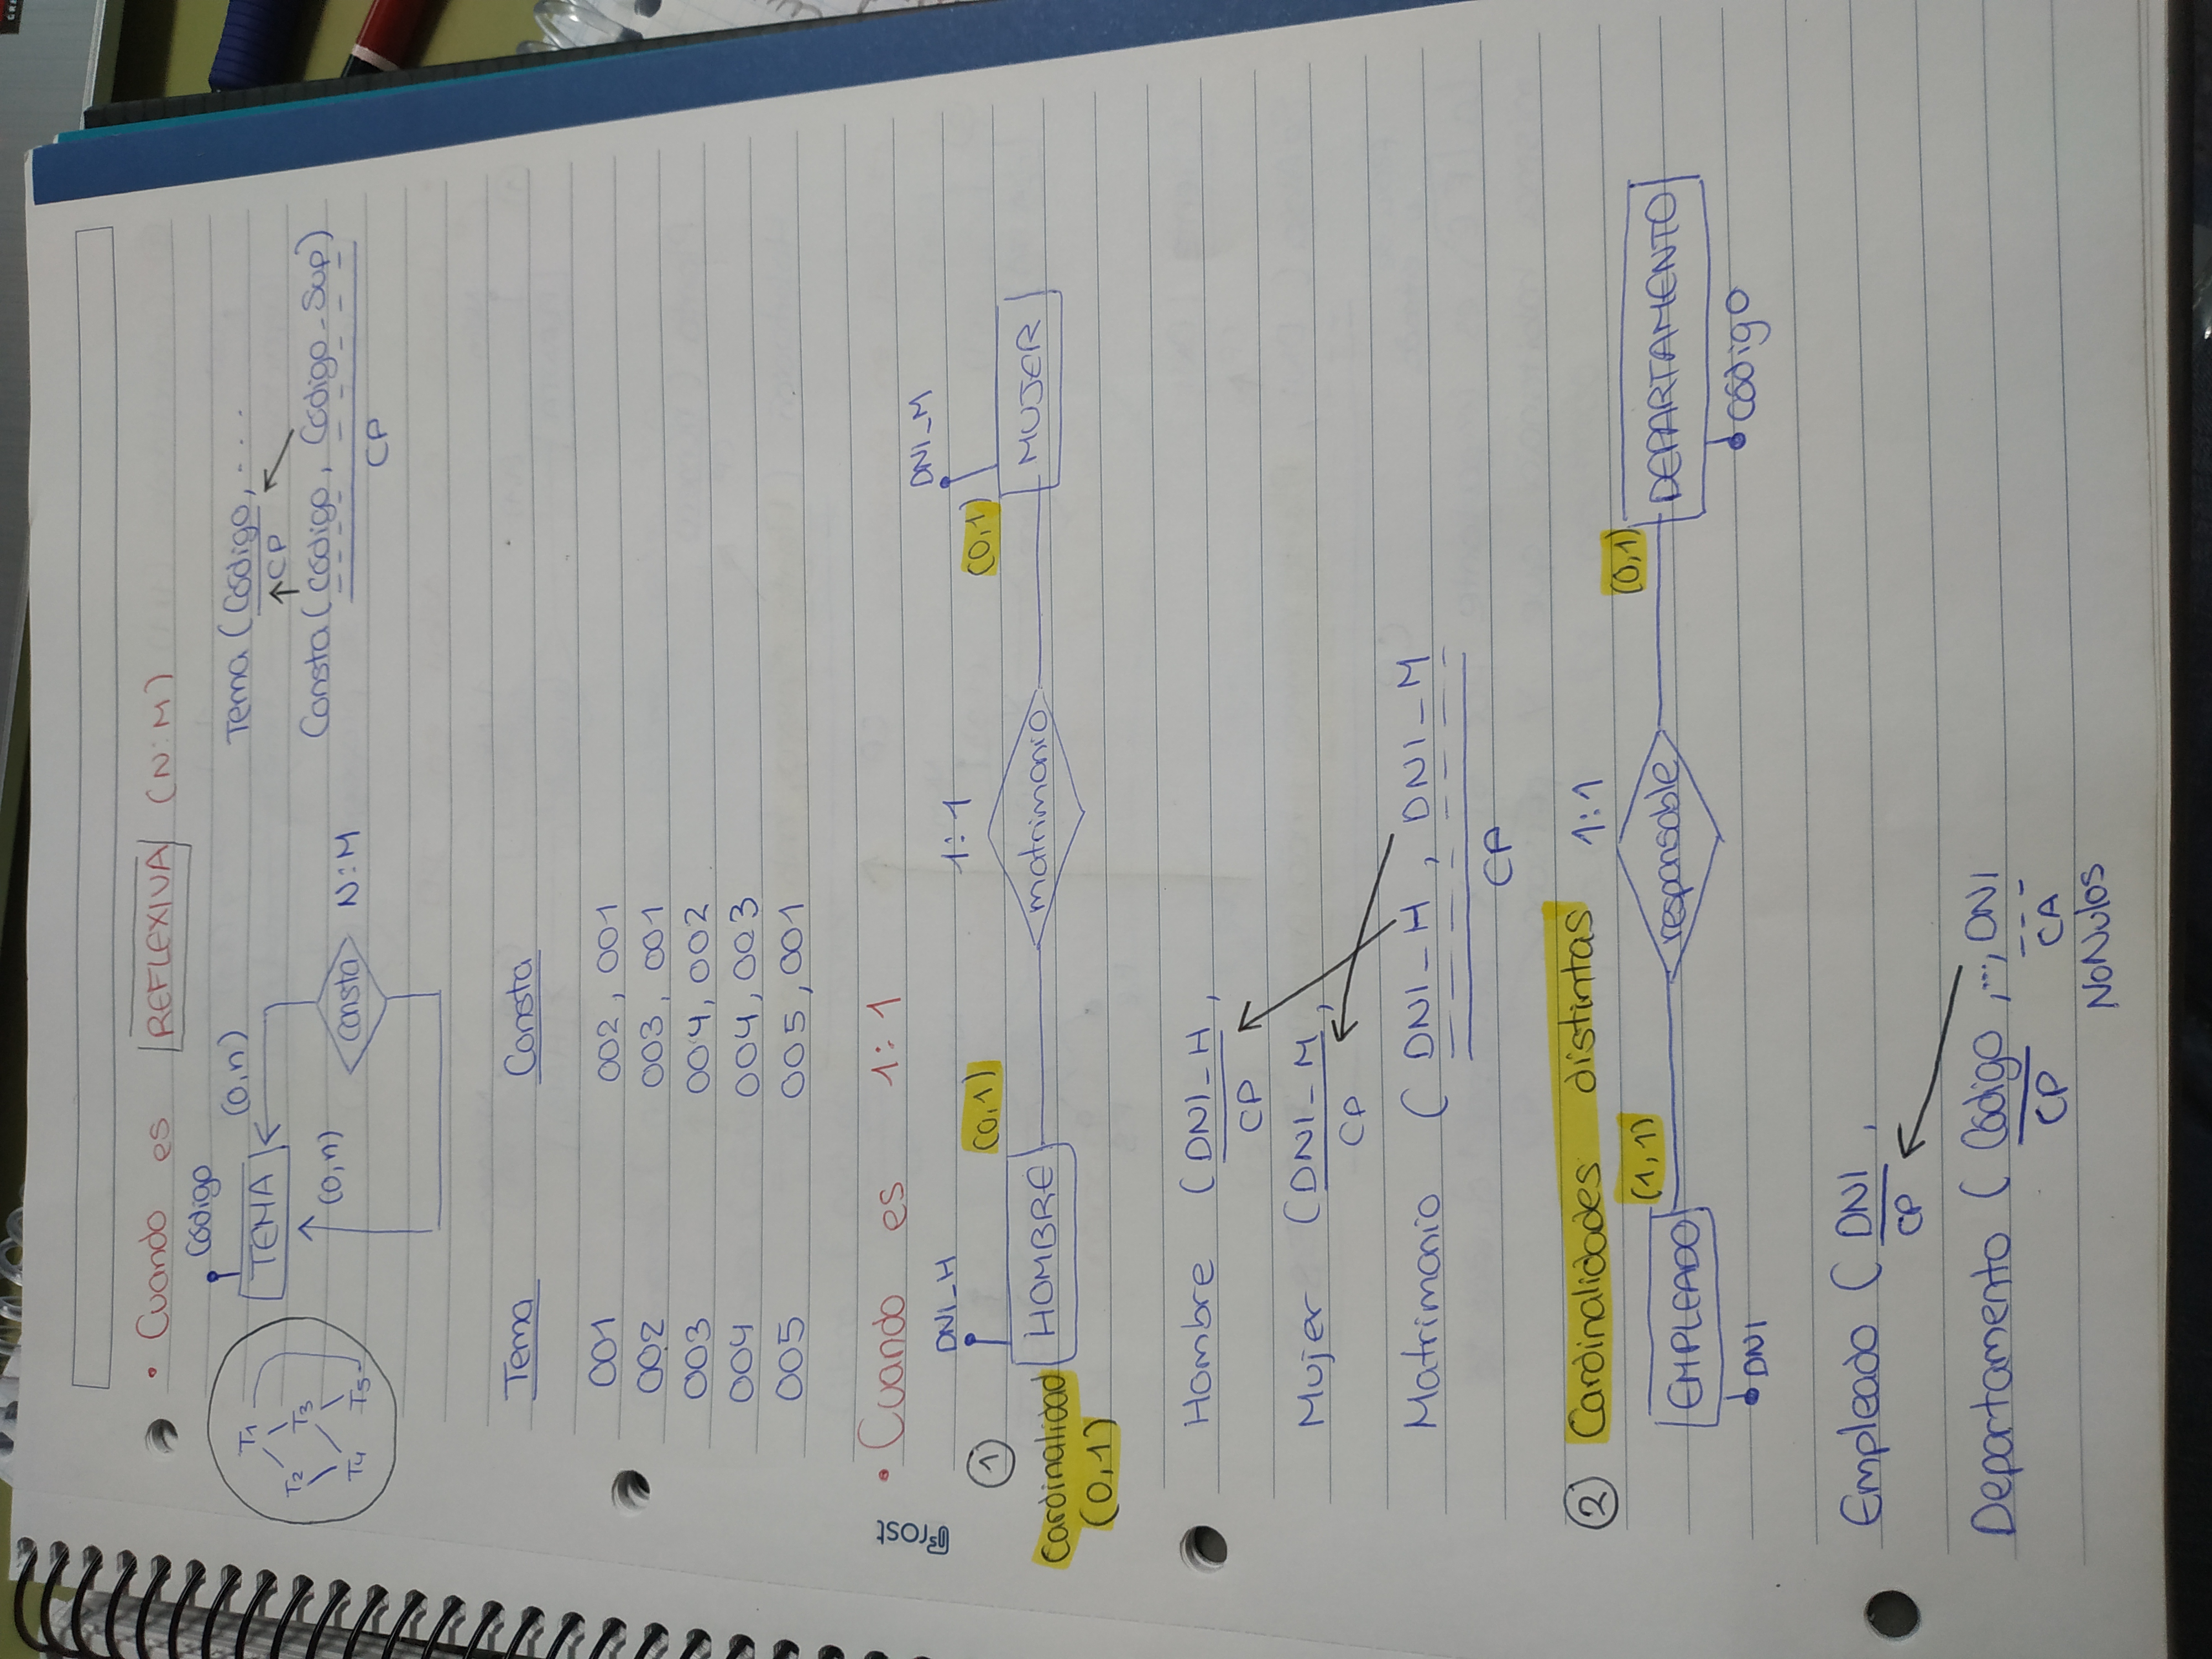 • Cuando es REFLEXIVA (N:M)
Código
T1
T2 T3
T4 T5
TEMA
(0,n)
(0,n)
Consta N:M
Tema (Código, ...
CP
Consta (Código, Código_Sup)
CP
Tema Consta
001 002, 001
002 003, 001
003 004, 002
004 004, 003
005 005, 001
Frost
• Cuando es 1:1
① DNI_H (0,1) 1:1 (0,1) DNI_M
Cardinalidad HOMBRE matrimonio MUJER
(0,1)
Hombre (DNI_H,
CP
Mujer (DNI_M,
CP
Matrimonio (DNI_H, DNI_M
CP
② Cardinalidades distintas 1:1
(1,1) (0,1)
EMPLEADO responsable DEPARTAMENTO
DNI Código
Empleado (DNI,
CP
Departamento (Código, ..., DNI
CP CA
NoNulos